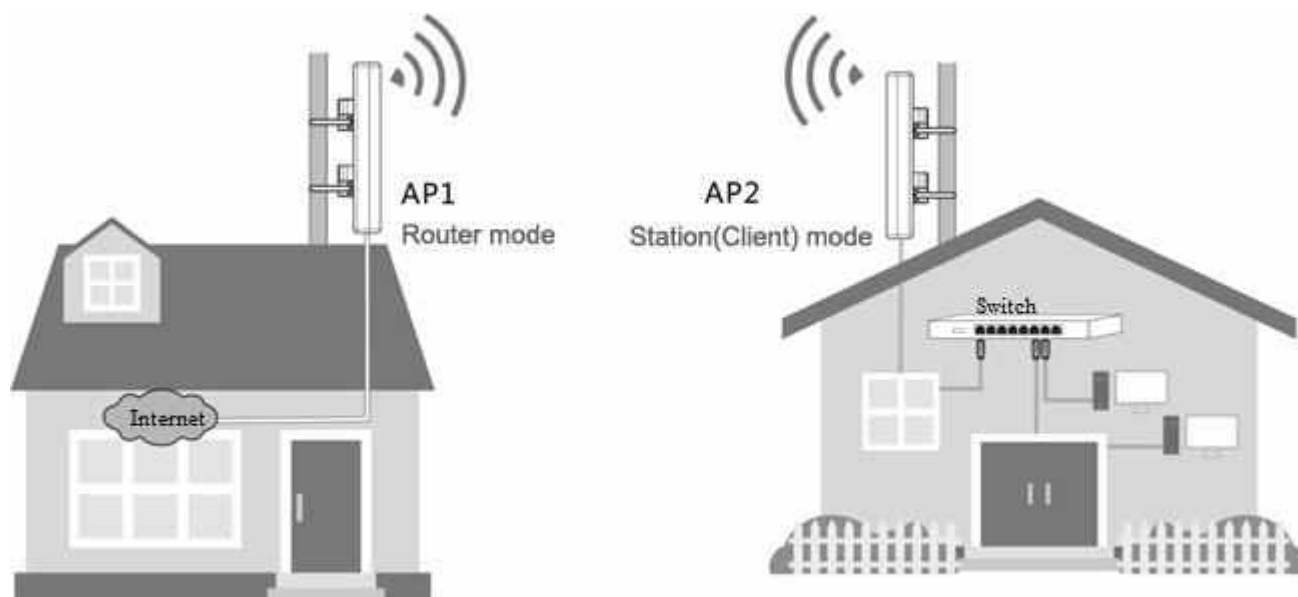 AP1
Router mode
AP2
Station(Client) mode
Switch
Internet